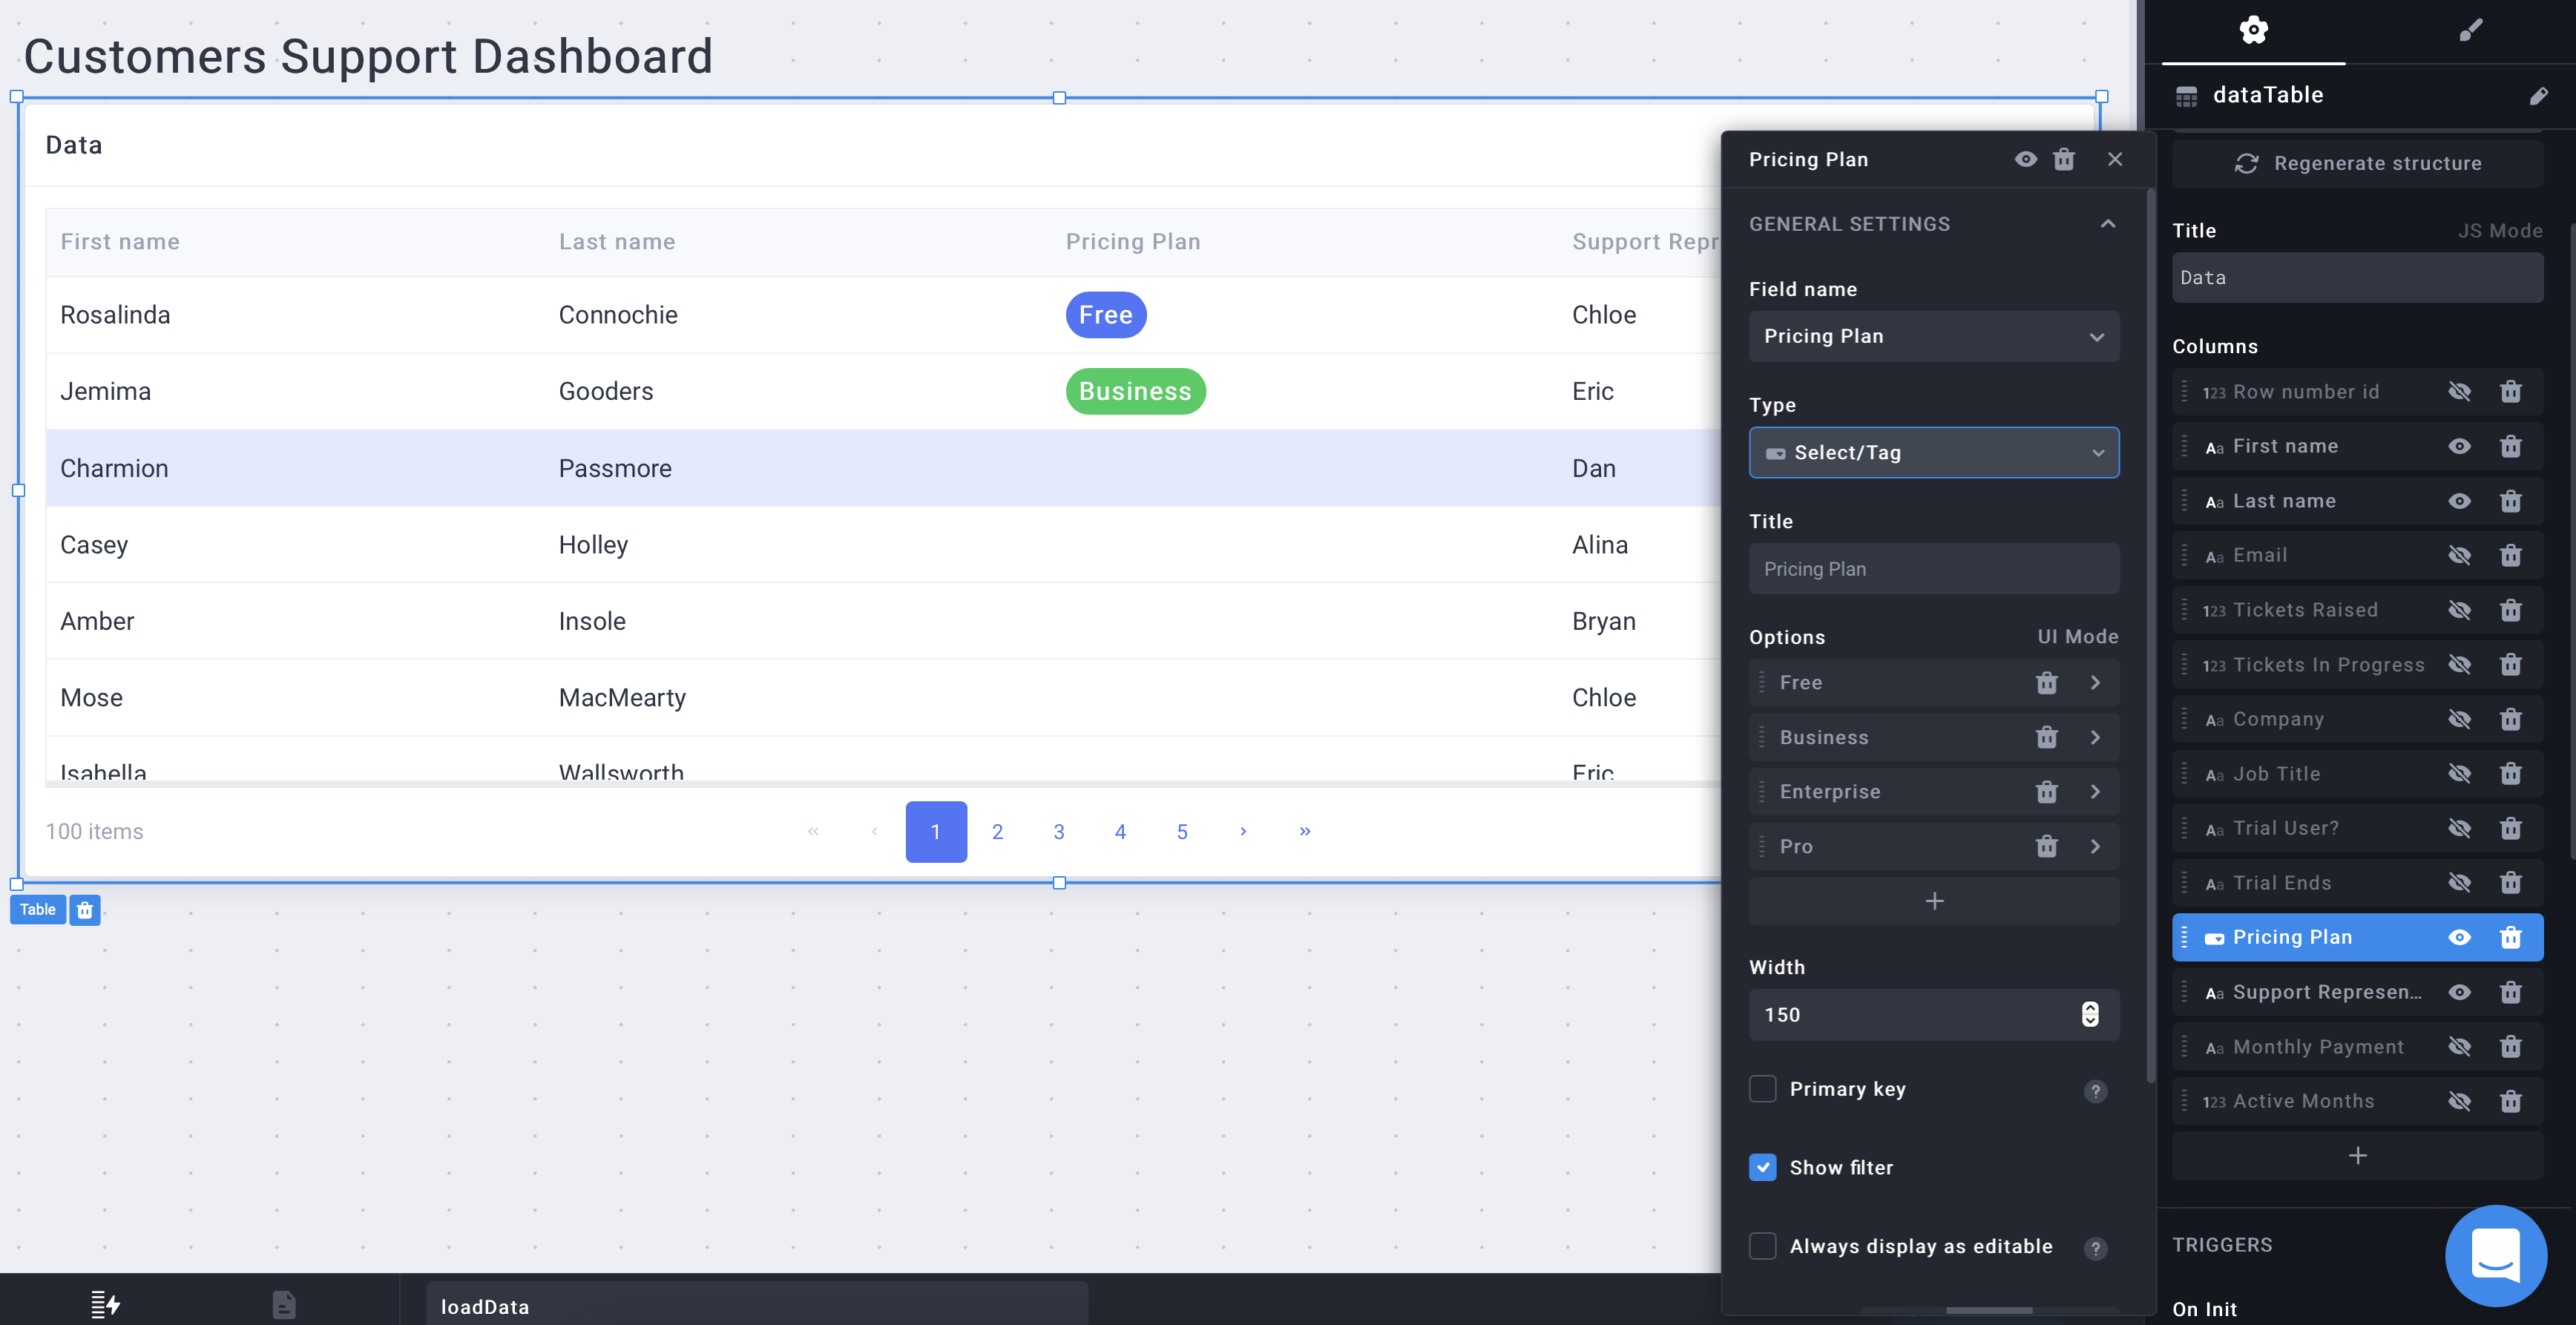 Customers Support Dashboard
Data
First name Last name Pricing Plan Support Repr
Rosalinda Connochie Free Chloe
Jemima Gooders Business Eric
Charmion Passmore Dan
Casey Holley Alina
Amber Insole Bryan
Mose MacMearty Chloe
Isahella Wallsworth Eric
100 items « ‹ 1 2 3 4 5 › »
Table
loadData
Pricing Plan
GENERAL SETTINGS
Field name
Pricing Plan
Type
Select/Tag
Title
Pricing Plan
Options UI Mode
Free
Business
Enterprise
Pro
+
Width
150
Primary key ?
Show filter
Always display as editable ?
dataTable
Regenerate structure
Title JS Mode
Data
Columns
123 Row number id
Aa First name
Aa Last name
Aa Email
123 Tickets Raised
123 Tickets In Progress
Aa Company
Aa Job Title
Aa Trial User?
Aa Trial Ends
Pricing Plan
Aa Support Represen...
Aa Monthly Payment
123 Active Months
+
TRIGGERS
On Init